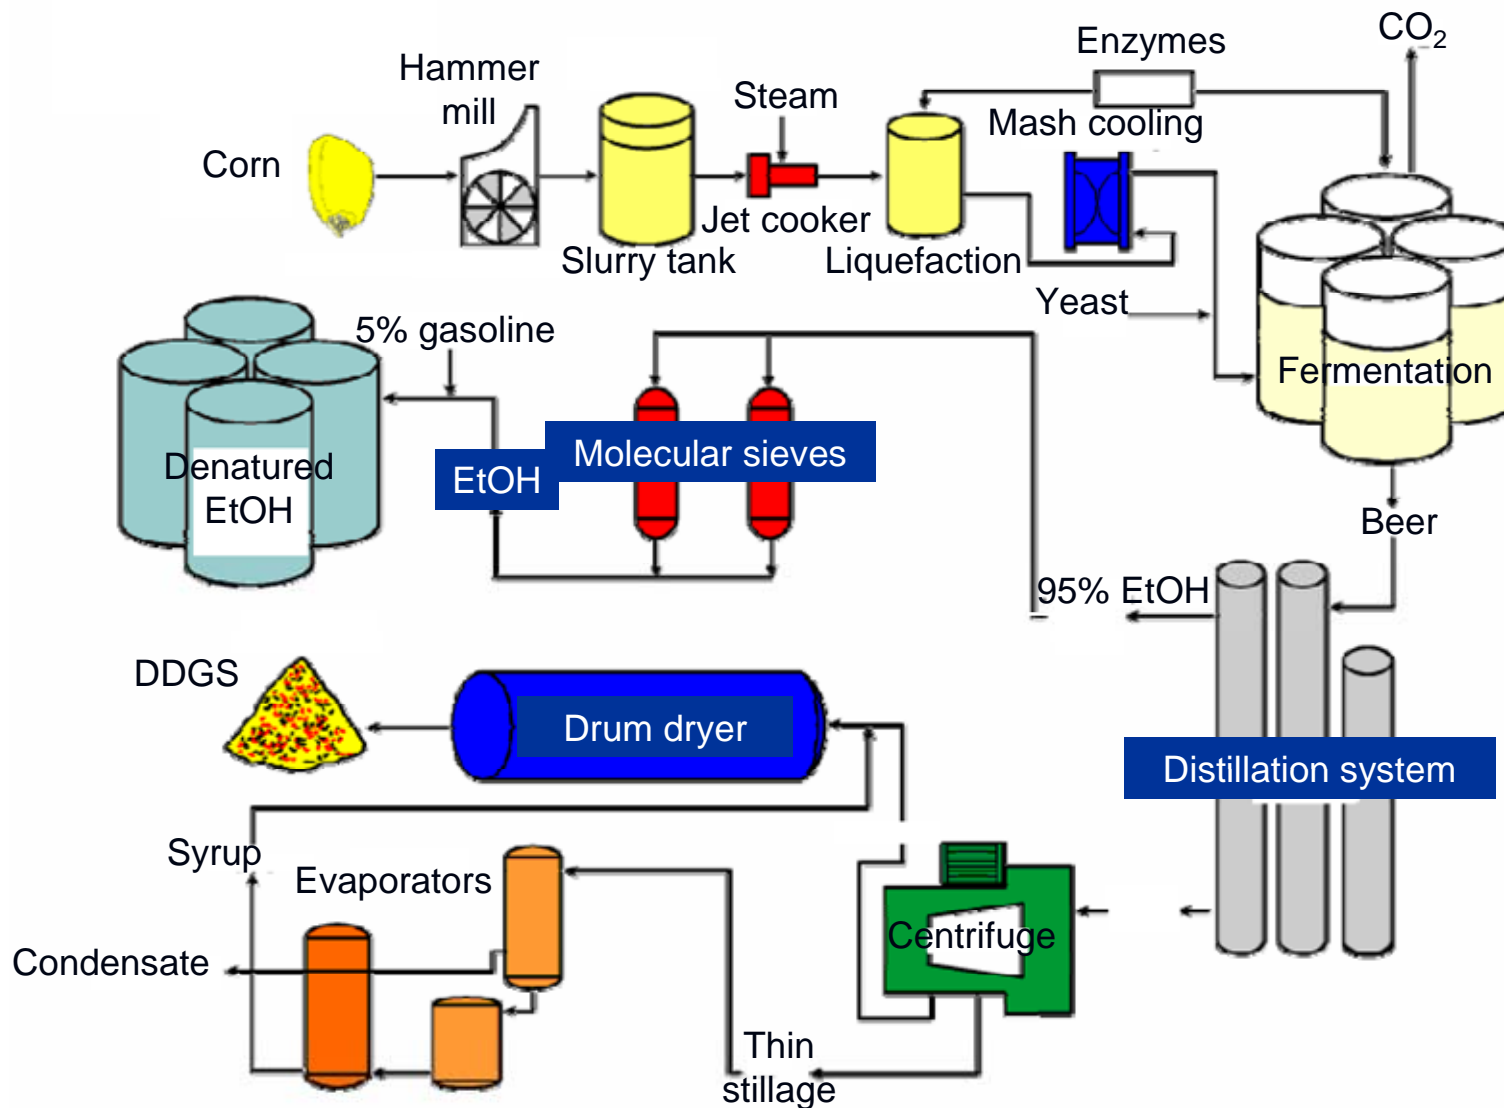 CO₂
Enzymes
Hammer
mill
Steam
Mash cooling
Corn
Jet cooker
Slurry tank
Liquefaction
Yeast
5% gasoline
Fermentation
Molecular sieves
Denatured
EtOH
EtOH
Beer
95% EtOH
DDGS
Drum dryer
Distillation system
Syrup
Evaporators
Centrifuge
Condensate
Thin
stillage